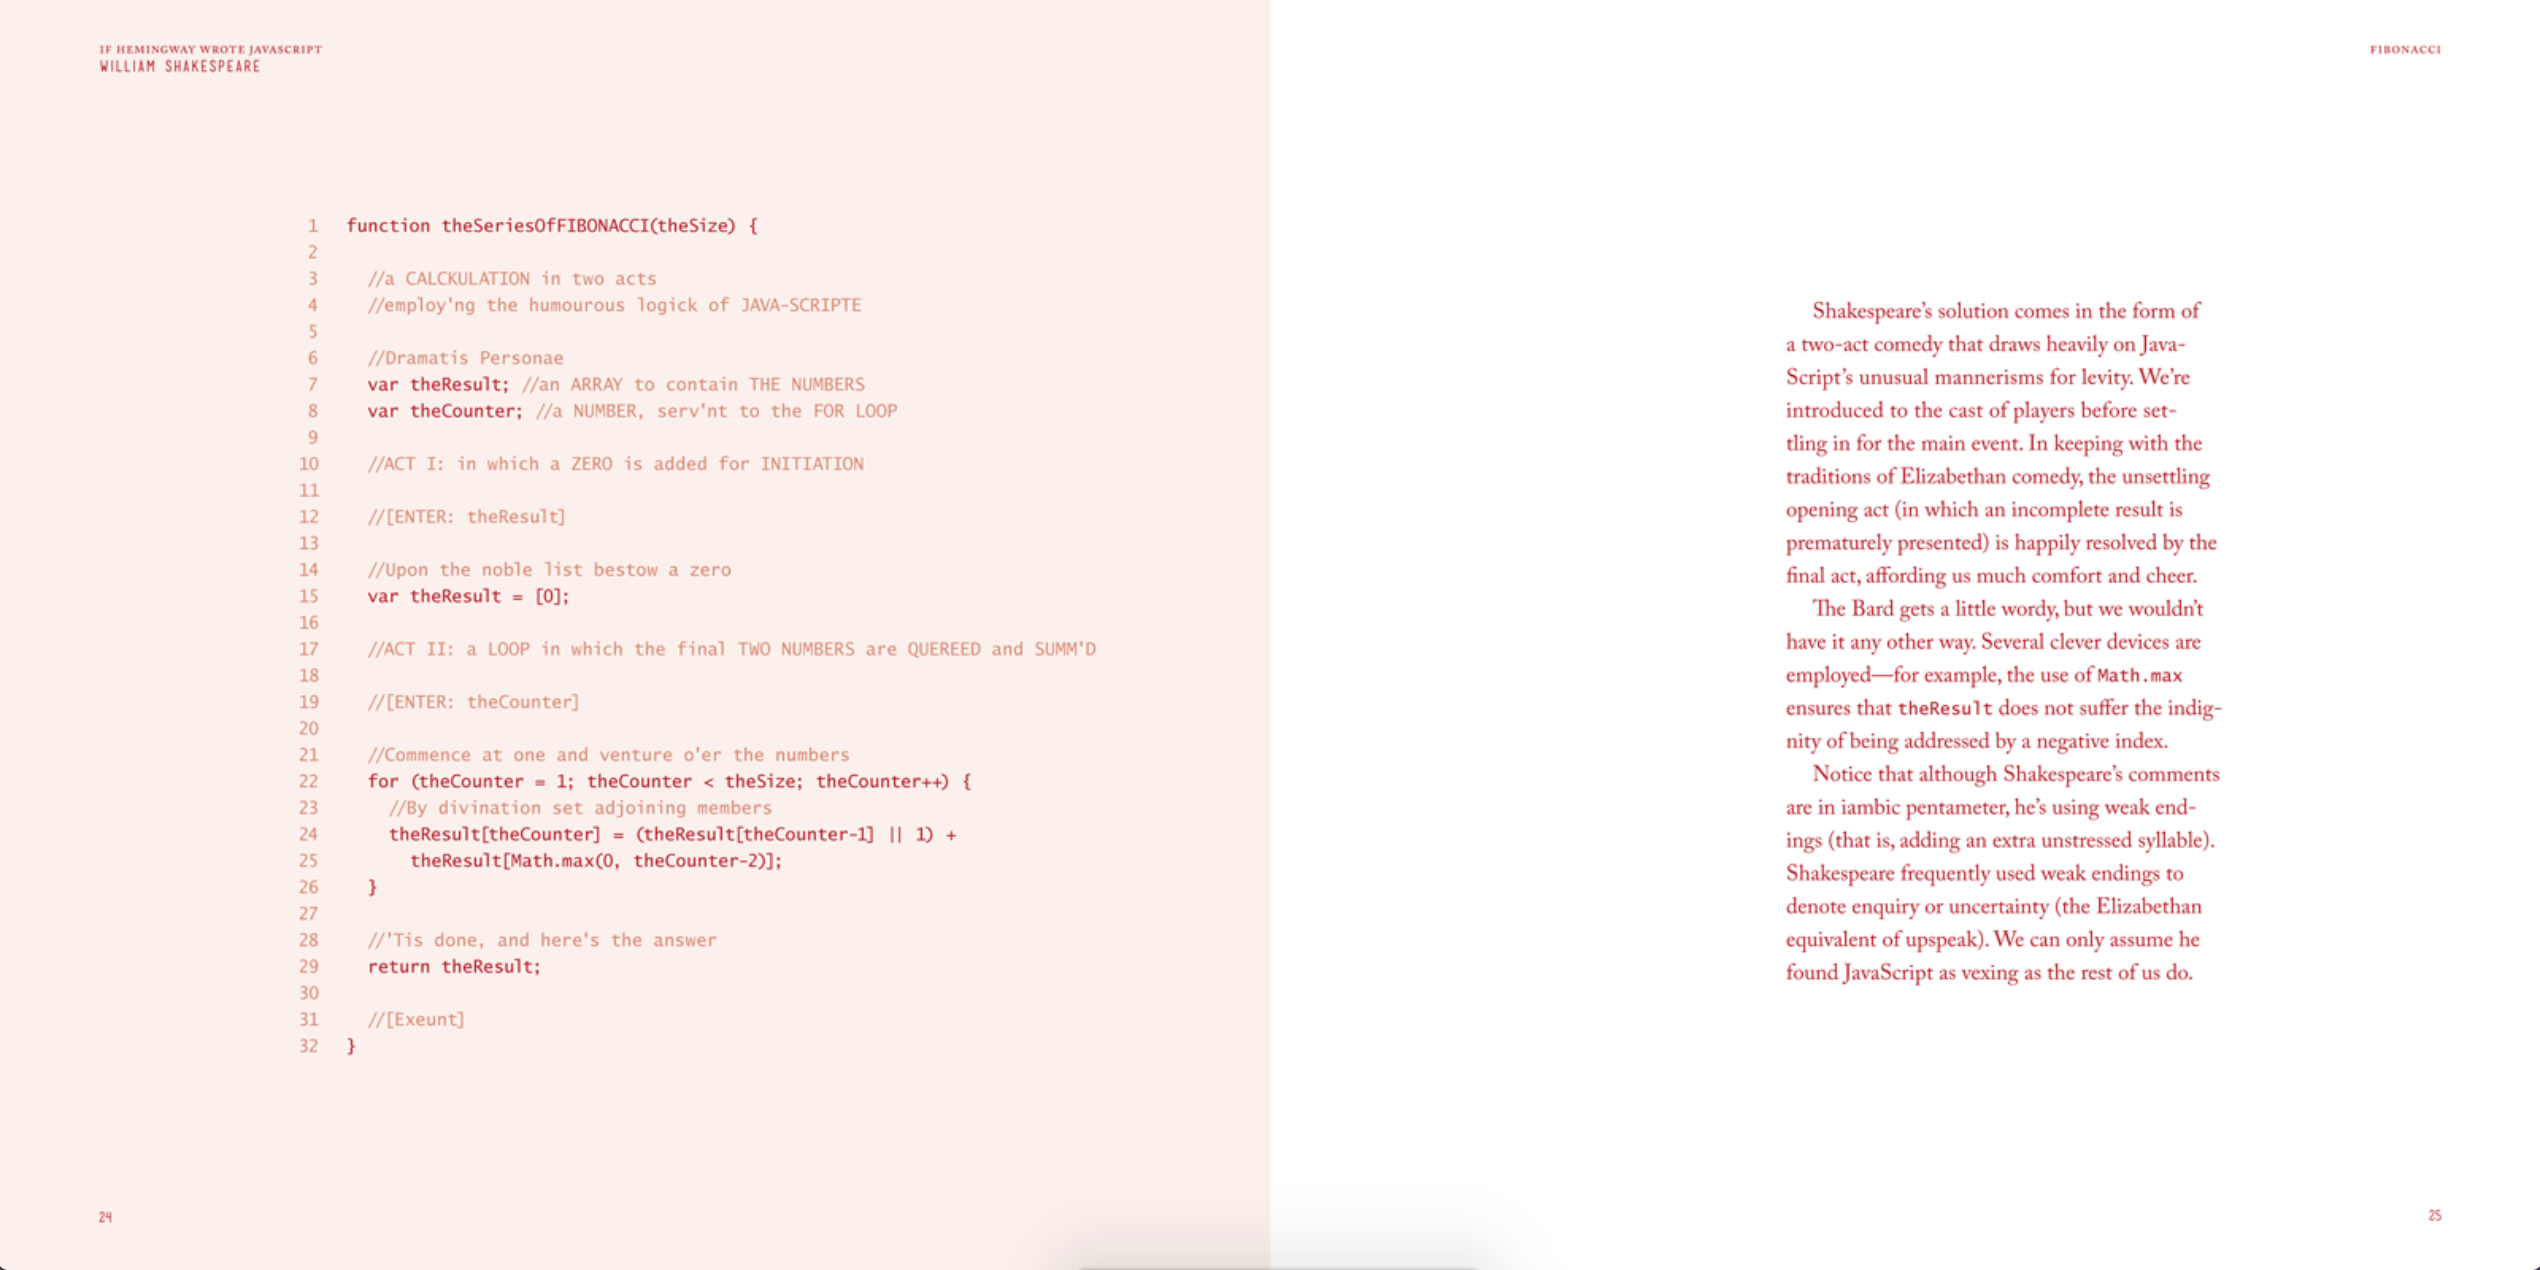 IF HEMINGWAY WROTE JAVASCRIPT
WILLIAM SHAKESPEARE
1 function theSeriesOfFIBONACCI(theSize) {
2
3 //a CALCKULATION in two acts
4 //employ'ng the humourous logick of JAVA-SCRIPTE
5
6 //Dramatis Personae
7 var theResult; //an ARRAY to contain THE NUMBERS
8 var theCounter; //a NUMBER, serv'nt to the FOR LOOP
9
10 //ACT I: in which a ZERO is added for INITIATION
11
12 //[ENTER: theResult]
13
14 //Upon the noble list bestow a zero
15 var theResult = [0];
16
17 //ACT II: a LOOP in which the final TWO NUMBERS are QUEREED and SUMM'D
18
19 //[ENTER: theCounter]
20
21 //Commence at one and venture o'er the numbers
22 for (theCounter = 1; theCounter < theSize; theCounter++) {
23 //By divination set adjoining members
24 theResult[theCounter] = (theResult[theCounter-1] || 1) +
25 theResult[Math.max(0, theCounter-2)];
26 }
27
28 //'Tis done, and here's the answer
29 return theResult;
30
31 //[Exeunt]
32 }
24
FIBONACCI
Shakespeare’s solution comes in the form of
a two-act comedy that draws heavily on Java-
Script’s unusual mannerisms for levity. We’re
introduced to the cast of players before set-
tling in for the main event. In keeping with the
traditions of Elizabethan comedy, the unsettling
opening act (in which an incomplete result is
prematurely presented) is happily resolved by the
final act, affording us much comfort and cheer.
The Bard gets a little wordy, but we wouldn’t
have it any other way. Several clever devices are
employed—for example, the use of Math.max
ensures that theResult does not suffer the indig-
nity of being addressed by a negative index.
Notice that although Shakespeare’s comments
are in iambic pentameter, he’s using weak end-
ings (that is, adding an extra unstressed syllable).
Shakespeare frequently used weak endings to
denote enquiry or uncertainty (the Elizabethan
equivalent of upspeak). We can only assume he
found JavaScript as vexing as the rest of us do.
25